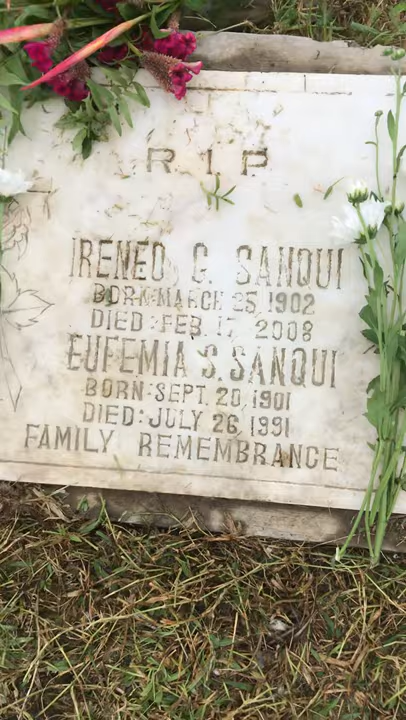 R I P
IRENEO G. SANQUI
BORN: MARCH 25, 1902
DIED: FEB. 17, 2008
EUFEMIA S. SANQUI
BORN: SEPT. 20, 1901
DIED: JULY 26, 1991
FAMILY REMEMBRANCE